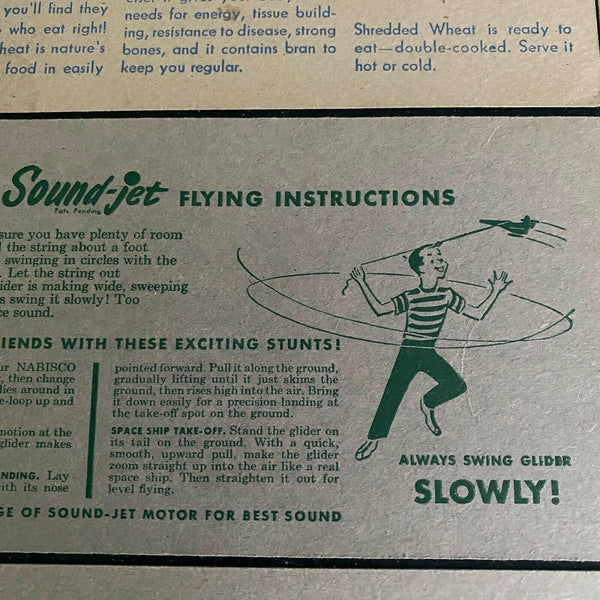 you'll find they
who eat right!
heat is nature's
food in easily
needs for energy, tissue build-
ing, resistance to disease, strong
bones, and it contains bran to
keep you regular.
Shredded Wheat is ready to
eat—double-cooked. Serve it
hot or cold.
Sound-jet FLYING INSTRUCTIONS
Pats. Pending
sure you have plenty of room
the string about a foot
swinging in circles with the
. Let the string out
ider is making wide, sweeping
s swing it slowly! Too
ce sound.
IENDS WITH THESE EXCITING STUNTS!
ur NABISCO
, then change
lies around in
e-loop up and
motion at the
glider makes
NDING. Lay
ith its nose
pointed forward. Pull it along the ground,
gradually lifting until it just skims the
ground, then rises high into the air. Bring
it down easily for a precision landing at
the take-off spot on the ground.
SPACE SHIP TAKE-OFF. Stand the glider on
its tail on the ground. With a quick,
smooth, upward pull, make the glider
zoom straight up into the air like a real
space ship. Then straighten it out for
level flying.
GE OF SOUND-JET MOTOR FOR BEST SOUND
ALWAYS SWING GLIDER
SLOWLY!